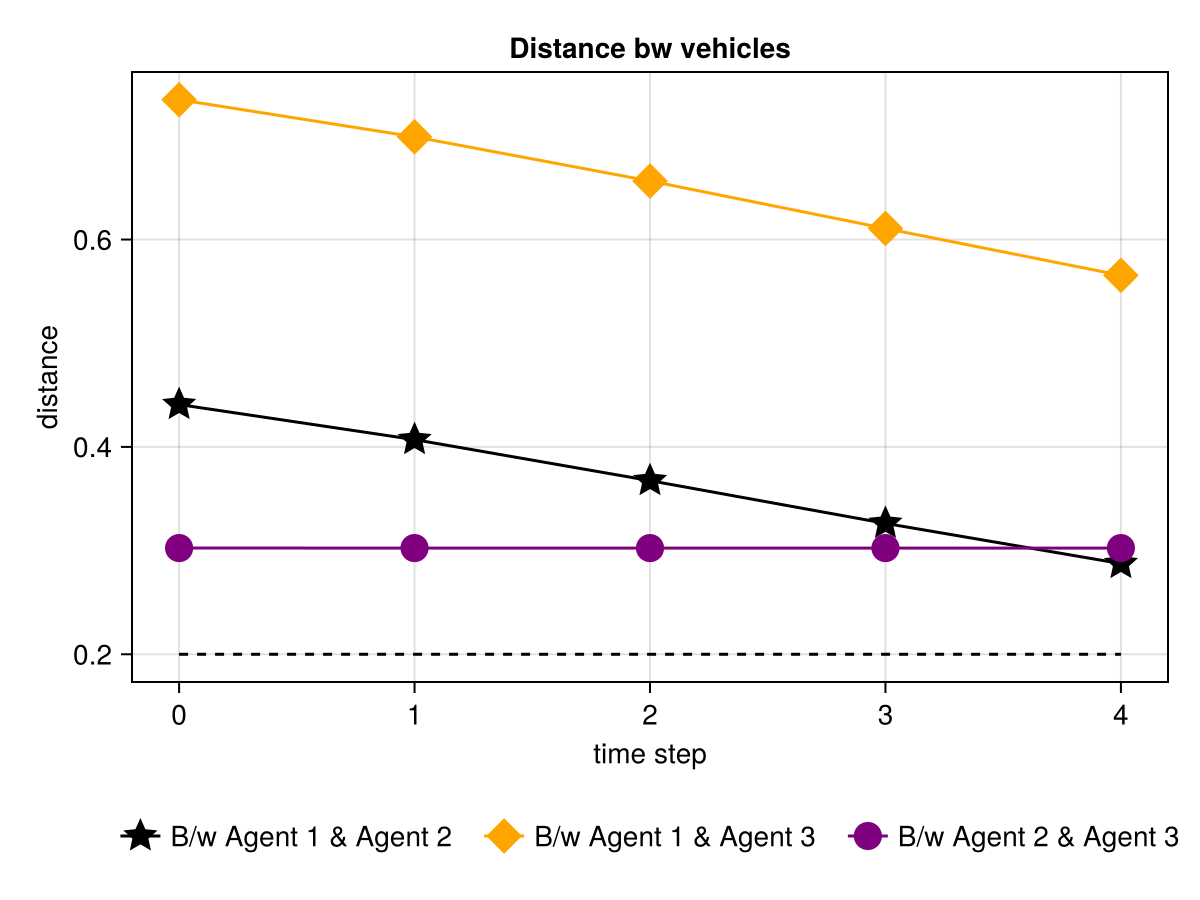 Distance bw vehicles
distance
0.6
0.4
0.2
0 1 2 3 4
time step
B/w Agent 1 & Agent 2 B/w Agent 1 & Agent 3 B/w Agent 2 & Agent 3